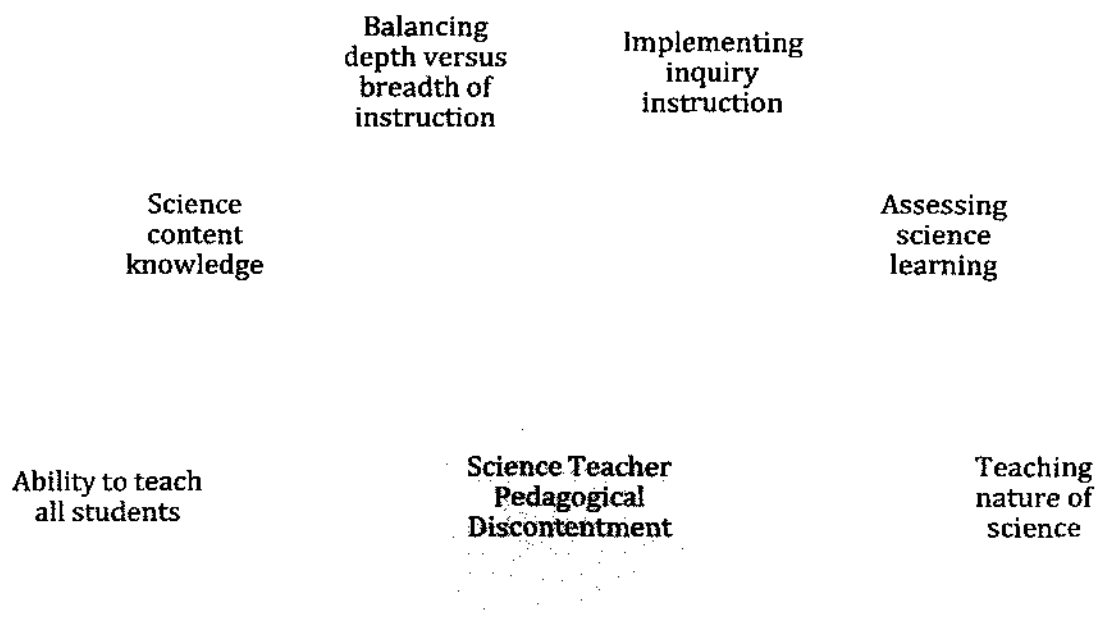 Balancing
depth versus
breadth of
instruction
Implementing
inquiry
instruction
Science
content
knowledge
Assessing
science
learning
Ability to teach
all students
Science Teacher
Pedagogical
Discontentment
Teaching
nature of
science